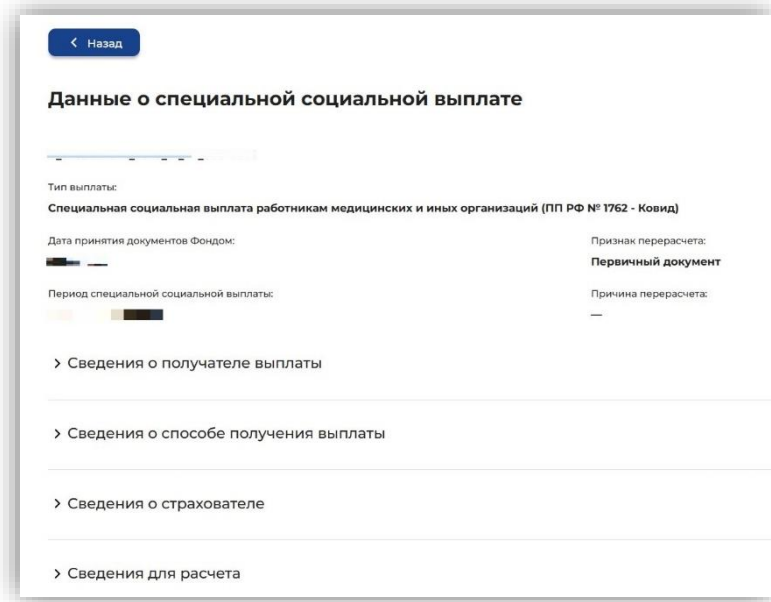 Назад
Данные о специальной социальной выплате
Тип выплаты:
Специальная социальная выплата работникам медицинских и иных организаций (ПП РФ № 1762 - Ковид)
Дата принятия документов Фондом:
Признак перерасчета:
Первичный документ
Период специальной социальной выплаты:
Причина перерасчета:
—
Сведения о получателе выплаты
Сведения о способе получения выплаты
Сведения о страхователе
Сведения для расчета